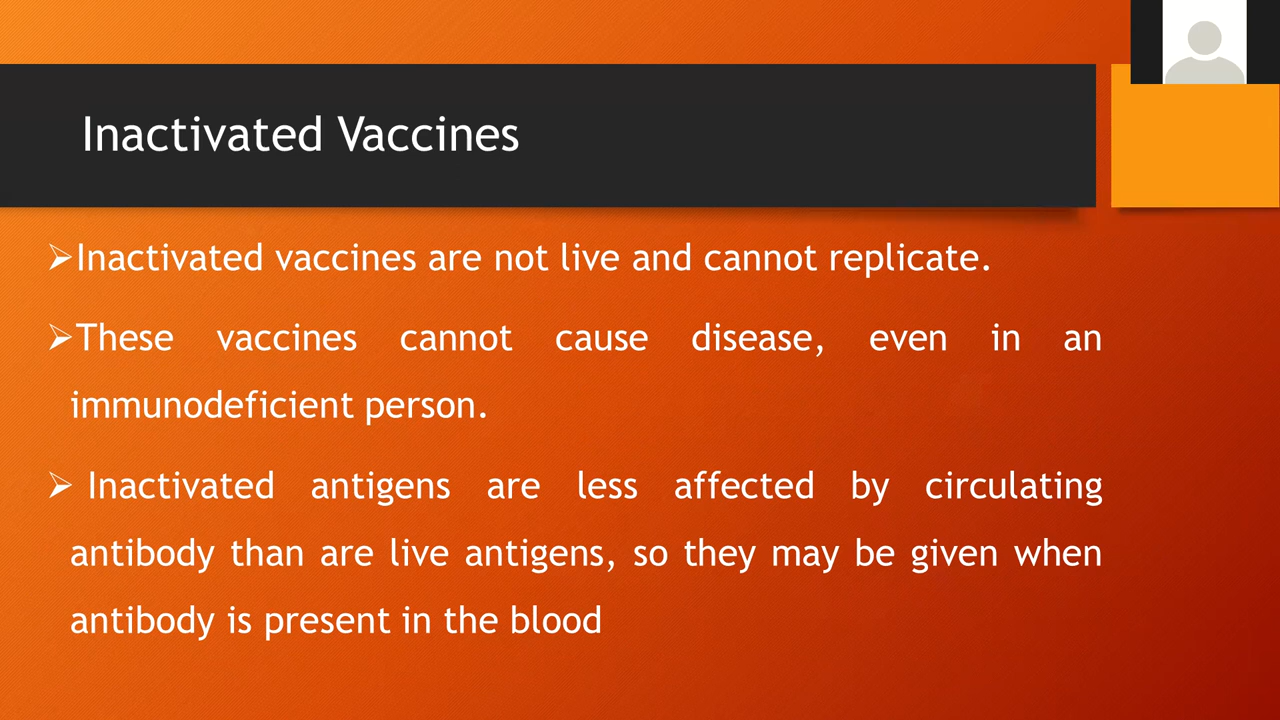 Inactivated Vaccines
➢Inactivated vaccines are not live and cannot replicate.
➢These vaccines cannot cause disease, even in an
immunodeficient person.
➢ Inactivated antigens are less affected by circulating
antibody than are live antigens, so they may be given when
antibody is present in the blood